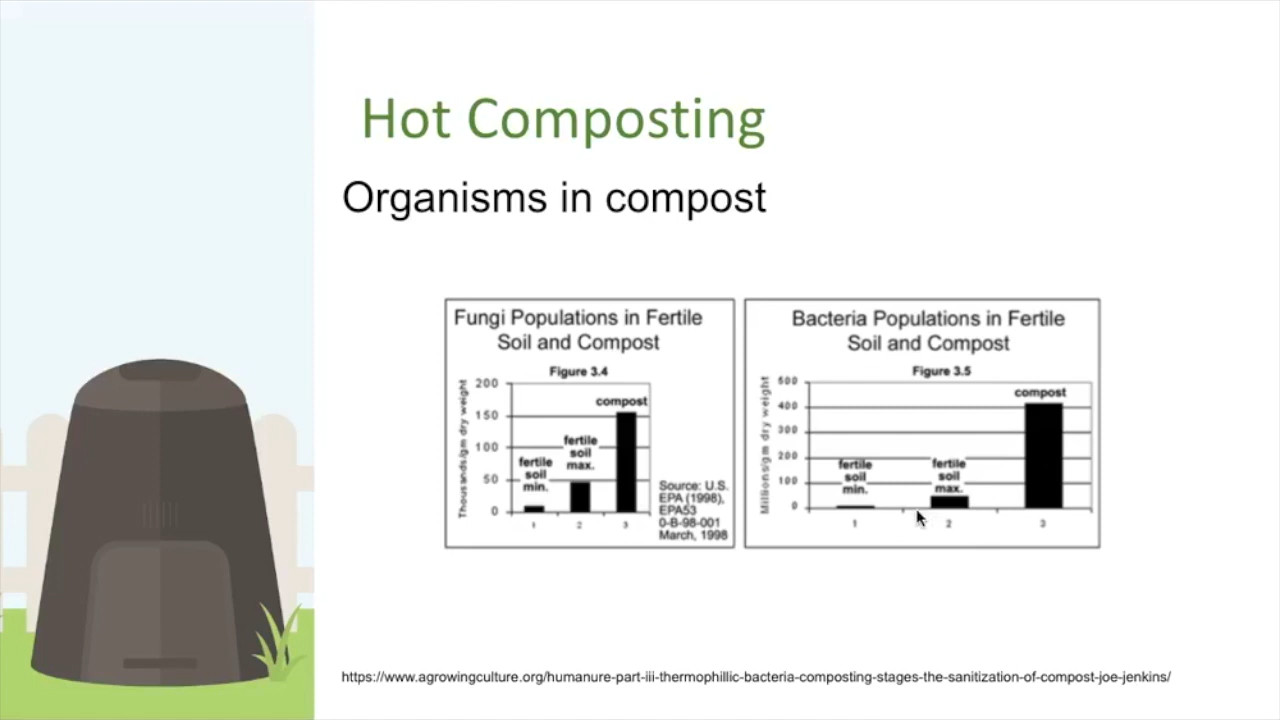 Hot Composting
Organisms in compost
Fungi Populations in Fertile
Soil and Compost
Figure 3.4
Thousands/gm dry weight
200
150
100
50
0
fertile
soil
min.
fertile
soil
max.
compost
1
2
3
Source: U.S.
EPA (1998),
EPA53
0-B-98-001
March, 1998
Bacteria Populations in Fertile
Soil and Compost
Figure 3.5
Millions/gm dry weight
500
400
300
200
100
0
fertile
soil
min.
fertile
soil
max.
compost
1
2
3
https://www.agrowingculture.org/humanure-part-iii-thermophillic-bacteria-composting-stages-the-sanitization-of-compost-joe-jenkins/